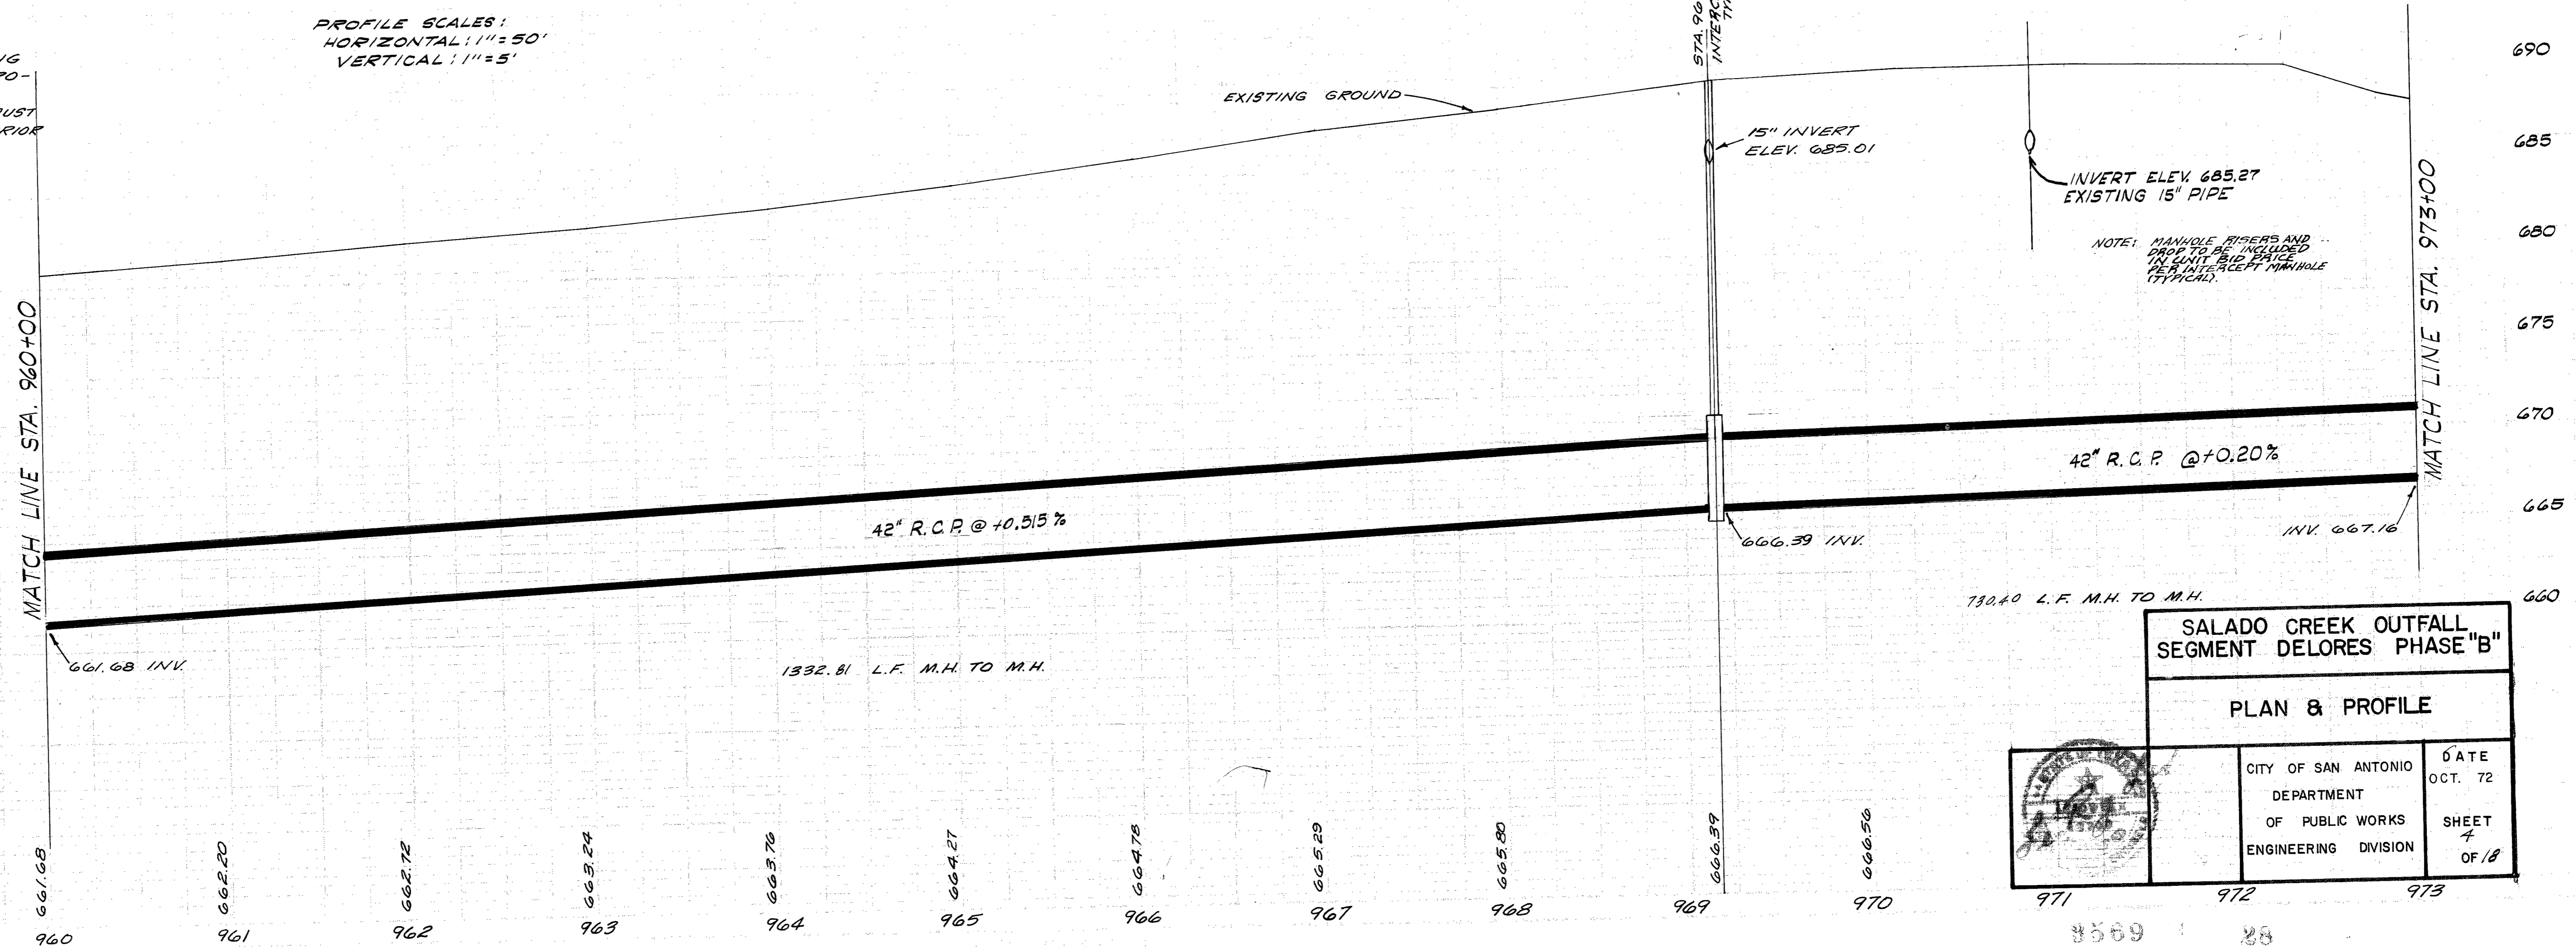 PROFILE SCALES:
HORIZONTAL: 1"=50'
VERTICAL: 1"=5'
STA. 96
EXISTING GROUND
15" INVERT
ELEV. 685.01
INVERT ELEV. 685.27
EXISTING 15" PIPE
NOTE: MANHOLE RISERS AND
DROP TO BE INCLUDED
IN UNIT BID PRICE
PER INTERCEPT MANHOLE
(TYPICAL).
690
685
680
675
670
665
660
MATCH LINE STA. 960+00
MATCH LINE STA. 973+00
42" R.C.P. @ +0.515 %
42" R.C.P. @ +0.20%
661.68 INV.
666.39 INV.
INV. 667.16
1332.81 L.F. M.H. TO M.H.
730.40 L.F. M.H. TO M.H.
SALADO CREEK OUTFALL
SEGMENT DELORES PHASE "B"
PLAN & PROFILE
CITY OF SAN ANTONIO
DEPARTMENT
OF PUBLIC WORKS
ENGINEERING DIVISION
DATE
OCT. 72
SHEET
4
OF 18
661.68
662.20
662.72
663.24
663.76
664.27
664.78
665.29
665.80
666.39
666.56
960
961
962
963
964
965
966
967
968
969
970
971
972
973